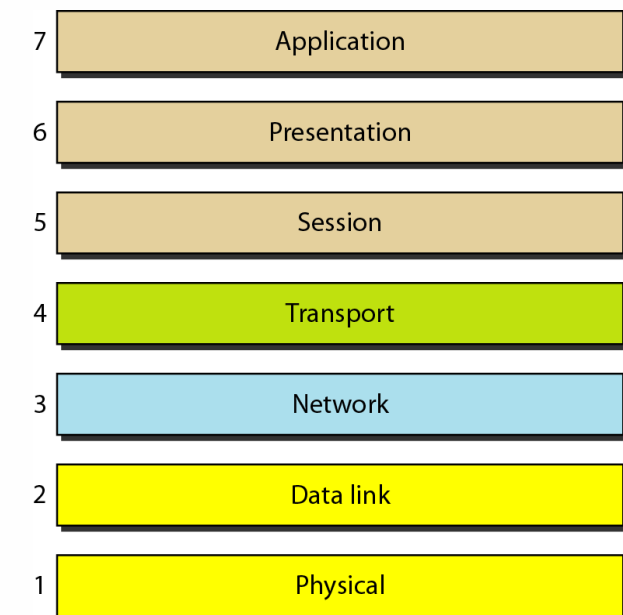 7 Application
6 Presentation
5 Session
4 Transport
3 Network
2 Data link
1 Physical